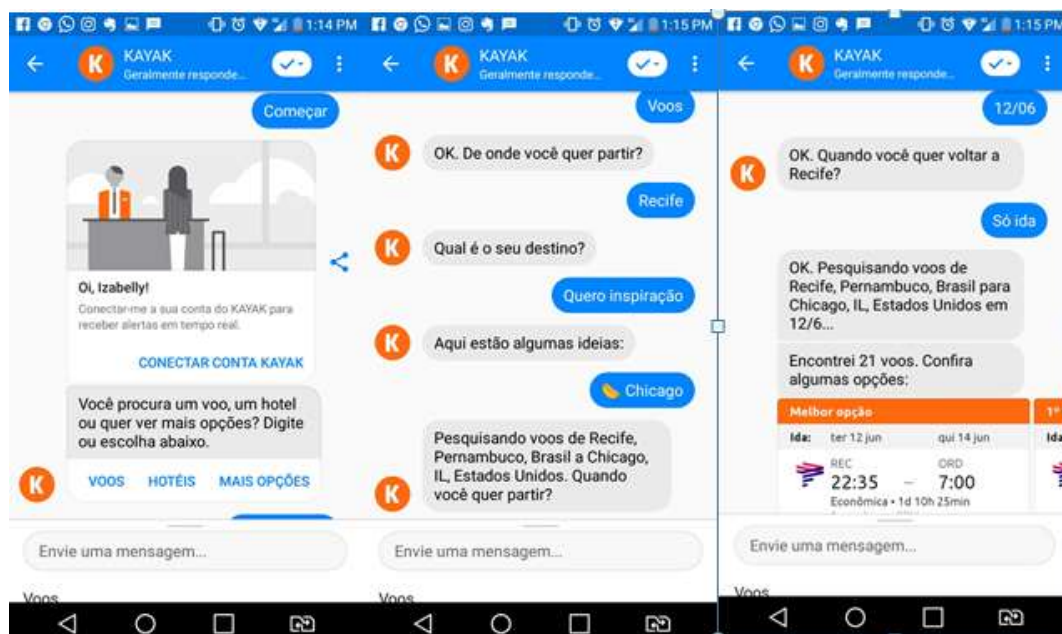 1:14 PM
KAYAK
Geralmente responde...
Começar
Oi, Izabelly!
Conectar-me a sua conta do KAYAK para
receber alertas em tempo real.
CONECTAR CONTA KAYAK
Você procura um voo, um hotel
ou quer ver mais opções? Digite
ou escolha abaixo.
K
VOOS HOTÉIS MAIS OPÇÕES
Envie uma mensagem...
Voos
1:15 PM
K
KAYAK
Geralmente responde...
Voos
K
OK. De onde você quer partir?
Recife
K
Qual é o seu destino?
Quero inspiração
K
Aqui estão algumas ideias:
Chicago
Pesquisando voos de Recife,
Pernambuco, Brasil a Chicago,
IL, Estados Unidos. Quando
você quer partir?
K
Envie uma mensagem...
Voos
1:15 PM
K
KAYAK
Geralmente responde...
12/06
K
OK. Quando você quer voltar a
Recife?
Só ida
OK. Pesquisando voos de
Recife, Pernambuco, Brasil para
Chicago, IL, Estados Unidos em
12/6...
Encontrei 21 voos. Confira
algumas opções:
Melhor opção
1º
Ida: ter 12 jun qui 14 jun
Ida
REC ORD
22:35 – 7:00
Econômica • 1d 10h 25min
Envie uma mensagem...
Voos